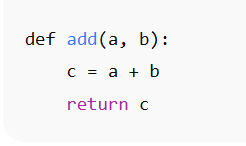 def add(a, b):
    c = a + b
    return c